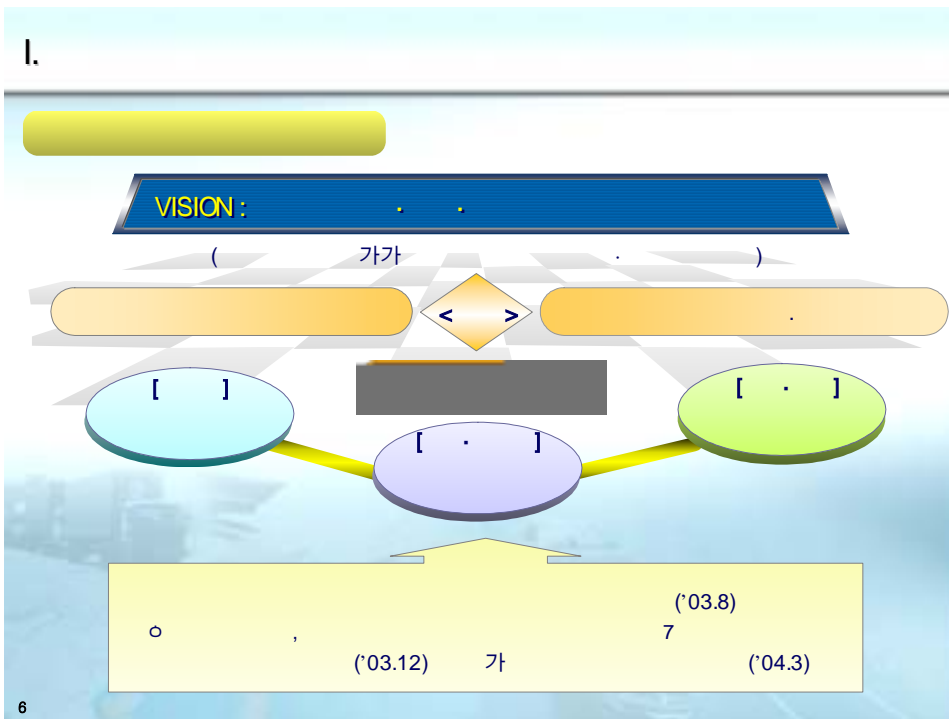 I.
VISION : · ·
( 가가 · )
< >
.
[ ]
[ · ]
[ · ]
('03.8)
ㅇ , 7
('03.12) 가 ('04.3)
6